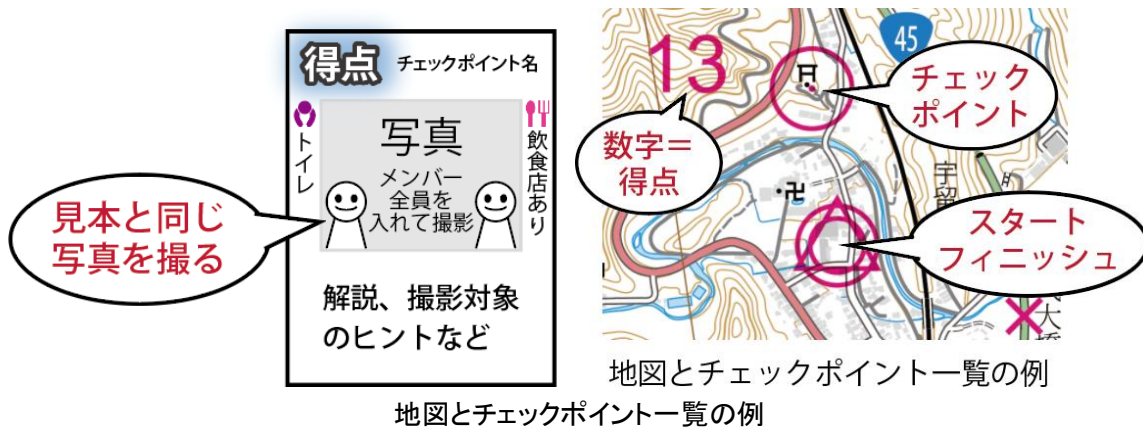 得点 チェックポイント名
トイレ
写真
メンバー
全員を
入れて撮影
飲食店あり
見本と同じ
写真を撮る
解説、撮影対象
のヒントなど
13
45
チェック
ポイント
数字＝
得点
宇留
スタート
フィニッシュ
大橋
地図とチェックポイント一覧の例
地図とチェックポイント一覧の例